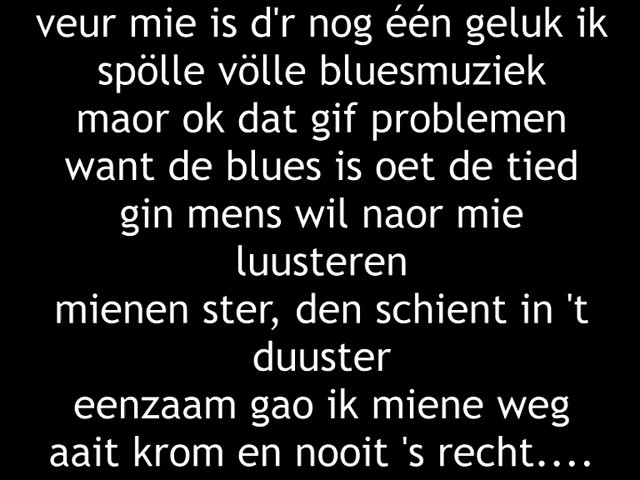 veur mie is d'r nog één geluk ik
spölle völle bluesmuziek
maor ok dat gif problemen
want de blues is oet de tied
gin mens wil naor mie
luusteren
mienen ster, den schient in 't
duuster
eenzaam gao ik miene weg
aait krom en nooit 's recht....